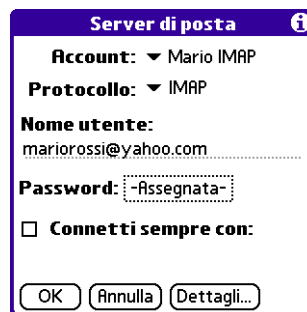 Server di posta
Account: Mario IMAP
Protocollo: IMAP
Nome utente:
mariorossi@yahoo.com
Password: -Assegnata-
Connetti sempre con:
OK Annulla Dettagli...